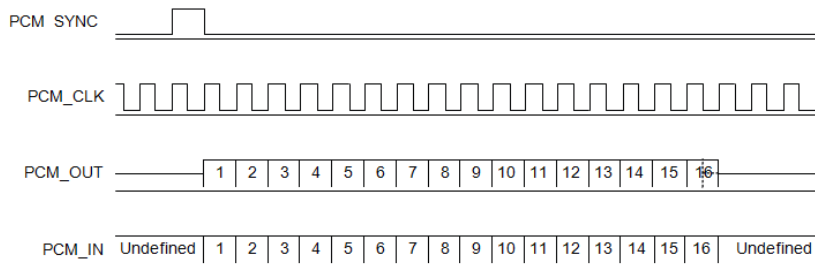 PCM SYNC
PCM_CLK
PCM_OUT 1 2 3 4 5 6 7 8 9 10 11 12 13 14 15 16
PCM_IN Undefined 1 2 3 4 5 6 7 8 9 10 11 12 13 14 15 16 Undefined